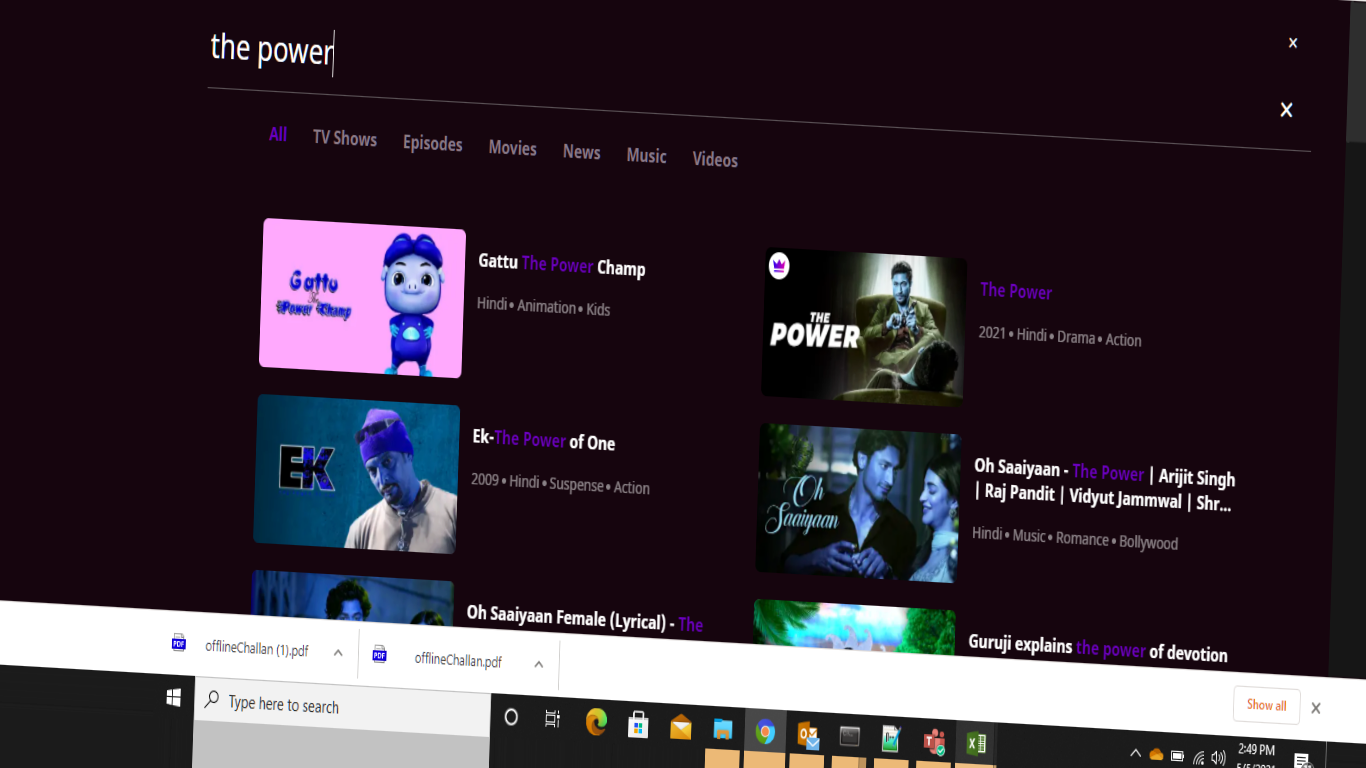 the power
x
x
All TV Shows Episodes Movies News Music Videos
Gattu
The
Power Champ
Gattu The Power Champ
Hindi • Animation • Kids
THE
POWER
The Power
2021 • Hindi • Drama • Action
EK
Ek-The Power of One
2009 • Hindi • Suspense • Action
Oh
Saaiyaan
Oh Saaiyaan - The Power | Arijit Singh
| Raj Pandit | Vidyut Jammwal | Shr...
Hindi • Music • Romance • Bollywood
Oh Saaiyaan Female (Lyrical) - The
Guruji explains the power of devotion
PDF offlineChallan (1).pdf
PDF offlineChallan.pdf
Show all
Type here to search
2:49 PM